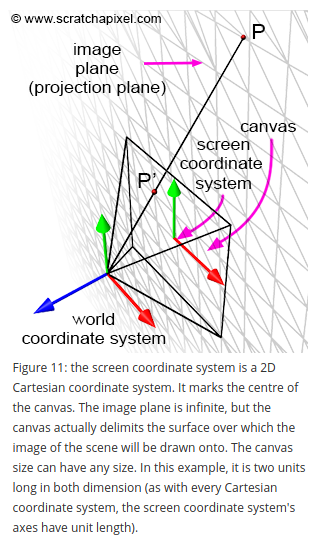 © www.scratchapixel.com
image
plane
(projection plane)
P
canvas
screen
coordinate
system
P'
world
coordinate system
Figure 11: the screen coordinate system is a 2D
Cartesian coordinate system. It marks the centre of
the canvas. The image plane is infinite, but the
canvas actually delimits the surface over which the
image of the scene will be drawn onto. The canvas
size can have any size. In this example, it is two units
long in both dimension (as with every Cartesian
coordinate system, the screen coordinate system's
axes have unit length).